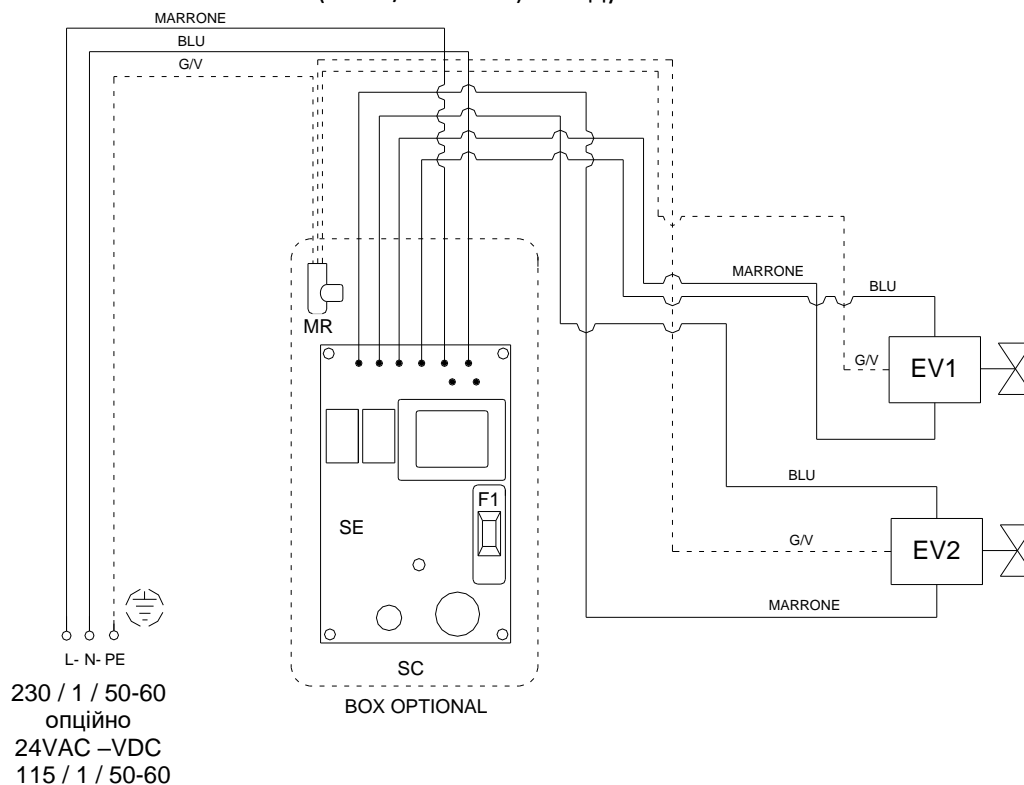 MARRONE
BLU
G/V
MARRONE
BLU
MR
G/V
EV1
BLU
F1
SE
G/V
EV2
MARRONE
L- N- PE
SC
230 / 1 / 50-60
BOX OPTIONAL
опційно
24VAC –VDC
115 / 1 / 50-60